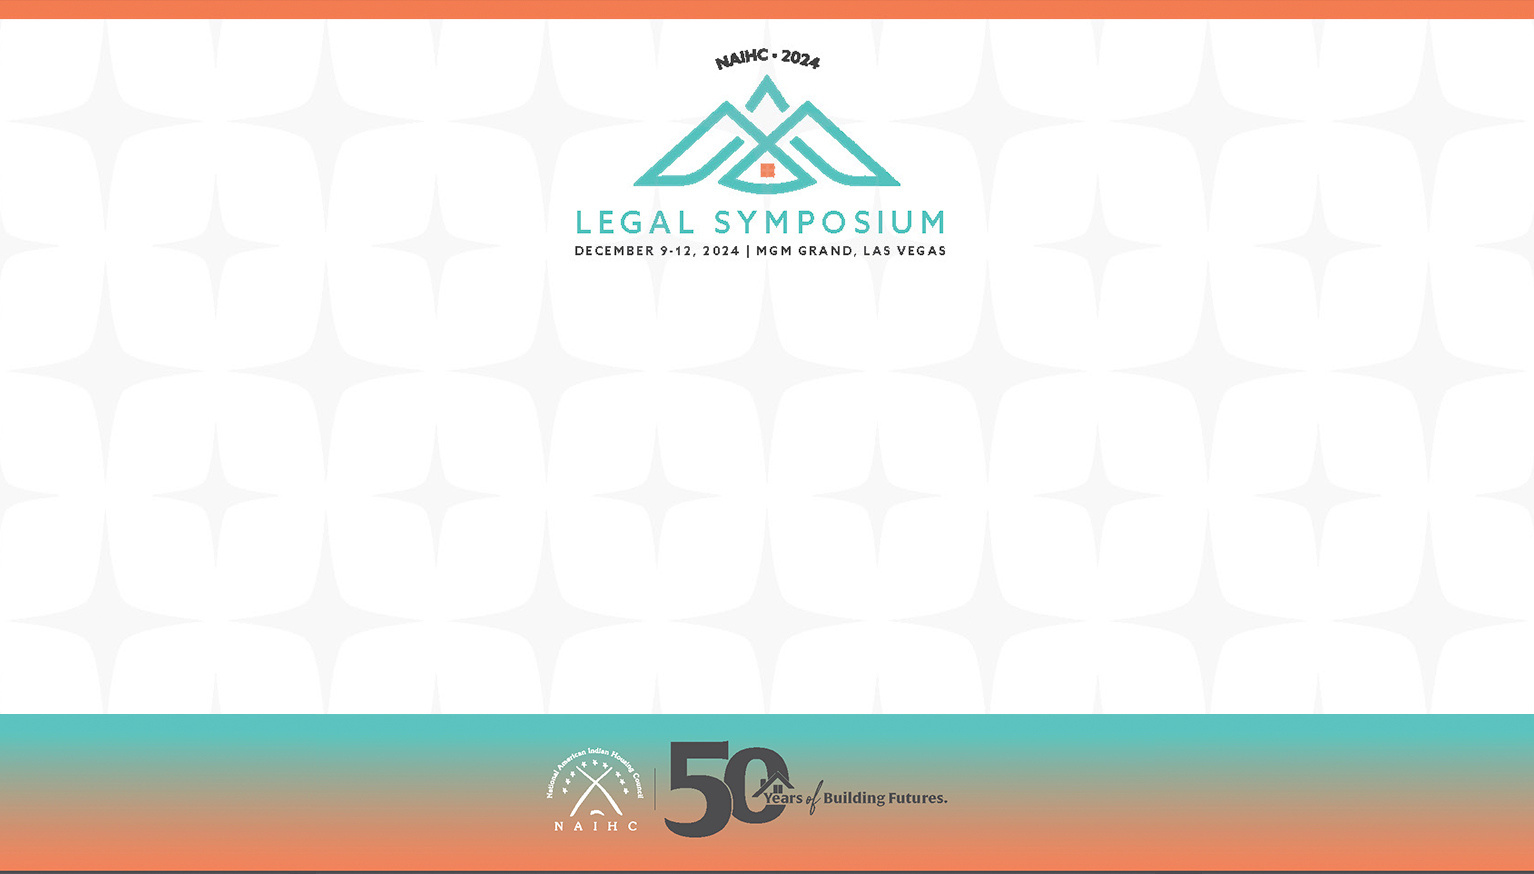 NAIHC • 2024
LEGAL SYMPOSIUM
DECEMBER 9-12, 2024 | MGM GRAND, LAS VEGAS
National American Indian Housing Council
NAIHC
50 Years of Building Futures.